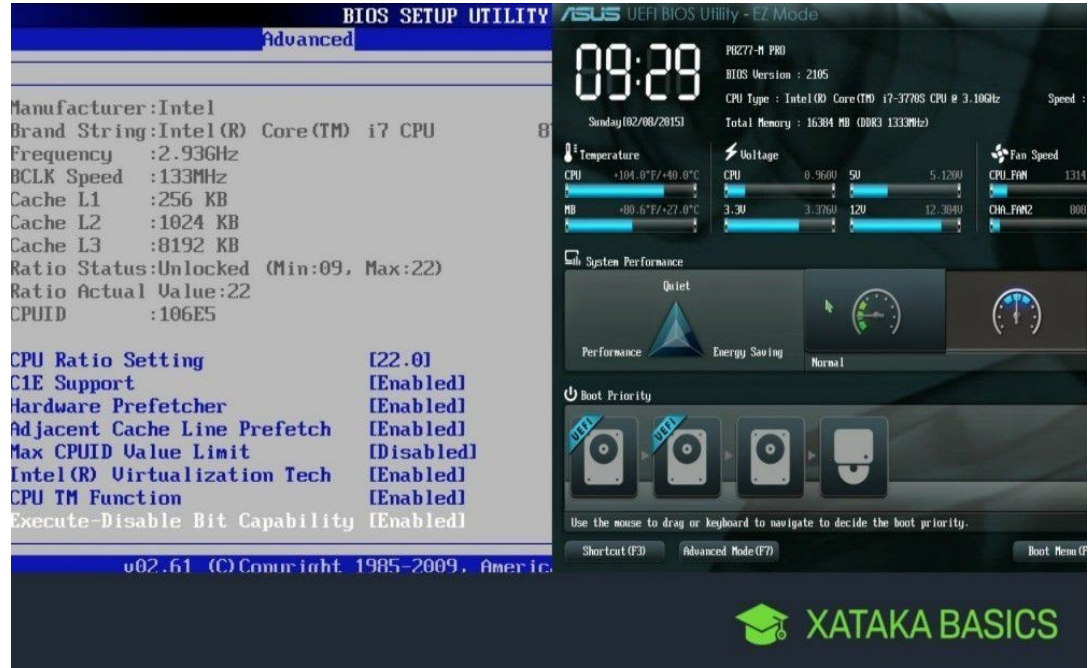 BIOS SETUP UTILITY
Advanced
Manufacturer:Intel
Brand String:Intel(R) Core(TM) i7 CPU 8
Frequency :2.93GHz
BCLK Speed :133MHz
Cache L1 :256 KB
Cache L2 :1024 KB
Cache L3 :8192 KB
Ratio Status:Unlocked (Min:09, Max:22)
Ratio Actual Value:22
CPUID :106E5
CPU Ratio Setting [22.0]
C1E Support [Enabled]
Hardware Prefetcher [Enabled]
Adjacent Cache Line Prefetch [Enabled]
Max CPUID Value Limit [Disabled]
Intel(R) Virtualization Tech [Enabled]
CPU TM Function [Enabled]
Execute-Disable Bit Capability [Enabled]
v02.61 (C)Copyright 1985-2009, Americ
ASUS UEFI BIOS Utility - EZ Mode
09:29
Sunday[02/08/2015]
P8Z77-M PRO
BIOS Version : 2105
CPU Type : Intel(R) Core(TM) i7-3770S CPU @ 3.10GHz Speed :
Total Memory : 16384 MB (DDR3 1333MHz)
Temperature
CPU +104.0°F/+40.0°C
MB +80.6°F/+27.0°C
Voltage
CPU 0.960V 5V 5.120V
3.3V 3.376V 12V 12.384V
Fan Speed
CPU_FAN 1314
CHA_FAN2
System Performance
Quiet
Performance
Energy Saving
Normal
Boot Priority
UEFI
UEFI
Use the mouse to drag or keyboard to navigate to decide the boot priority.
Shortcut(F3) Advanced Mode(F7) Boot Menu(F
XATAKA BASICS